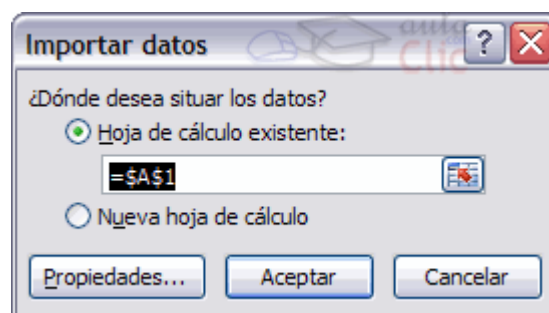 Importar datos
aulaClic
?
¿Dónde desea situar los datos?
Hoja de cálculo existente:
=$A$1
Nueva hoja de cálculo
Propiedades...
Aceptar
Cancelar